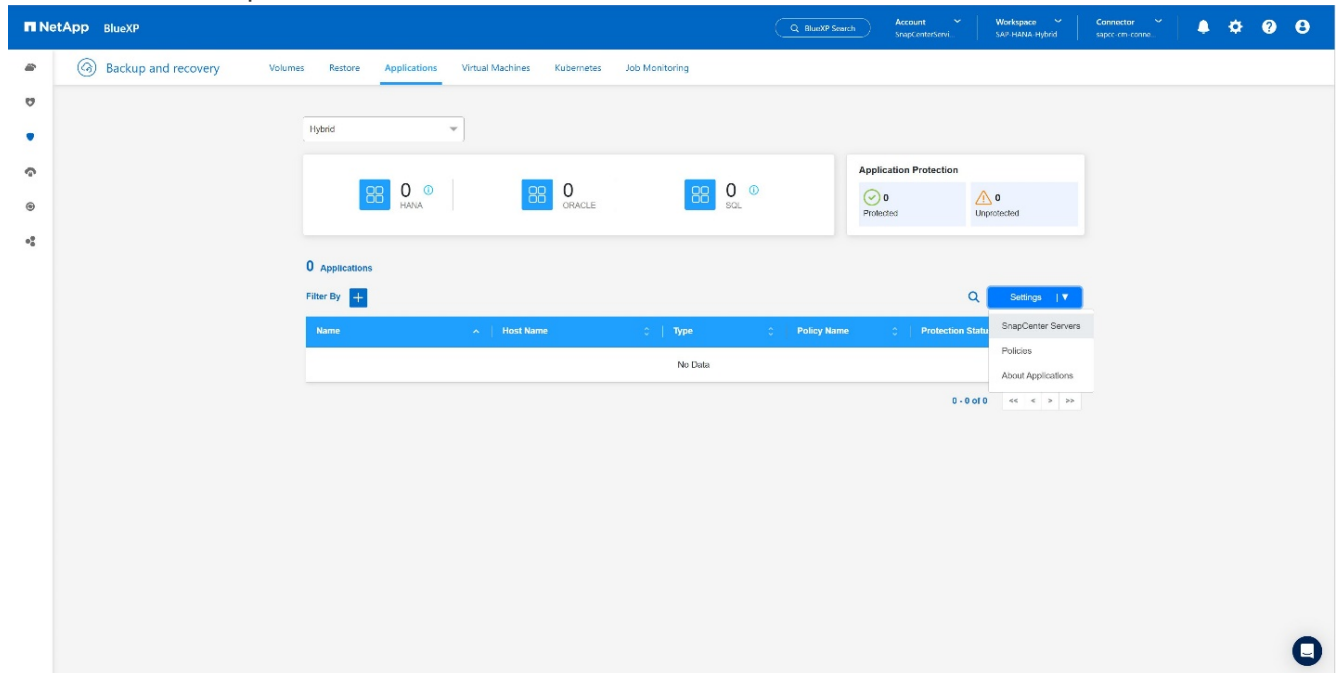 NetApp BlueXP
BlueXP Search
Account
SnapCenterServi...
Workspace
SAP-HANA-Hybrid
Connector
sapcc-cm-conne...
Backup and recovery
Volumes Restore Applications Virtual Machines Kubernetes Job Monitoring
Hybrid
0
HANA
0
ORACLE
0
SQL
Application Protection
0
Protected
0
Unprotected
0 Applications
Filter By
Settings
SnapCenter Servers
Policies
About Applications
Name Host Name Type Policy Name Protection Statu
No Data
0 - 0 of 0 << < > >>